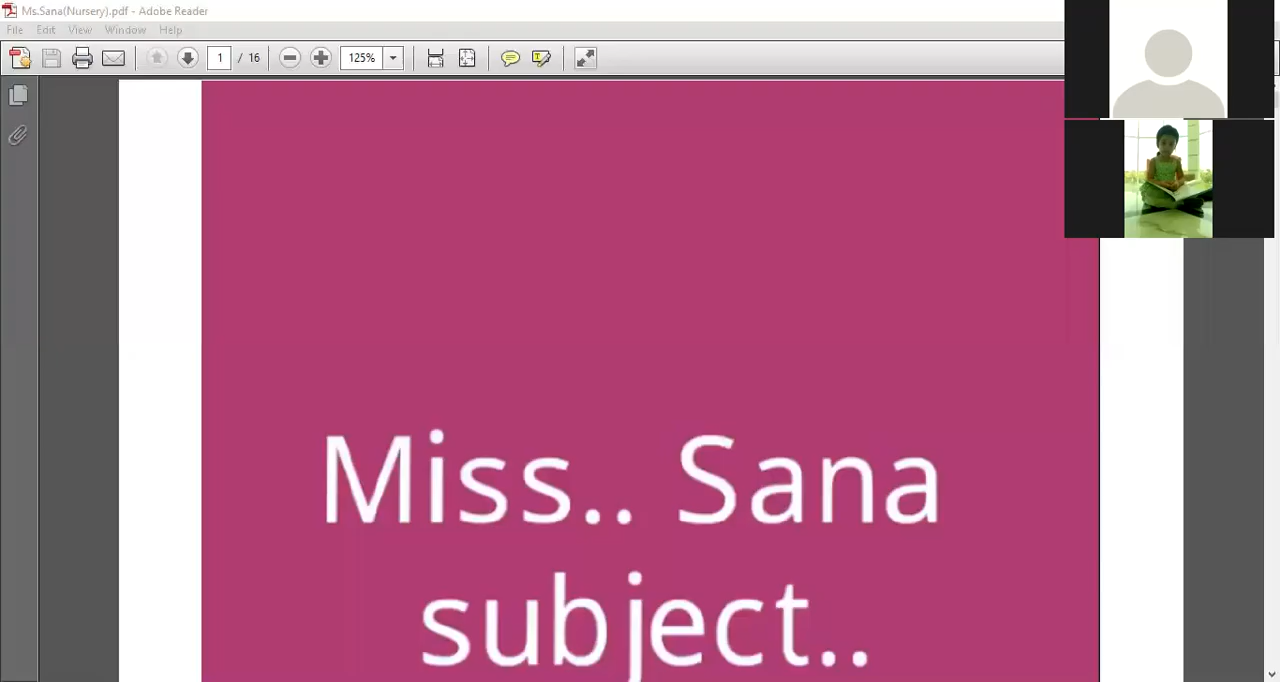 Ms.Sana(Nursery).pdf - Adobe Reader
File Edit View Window Help
1 / 16 125%
Miss.. Sana
subject..